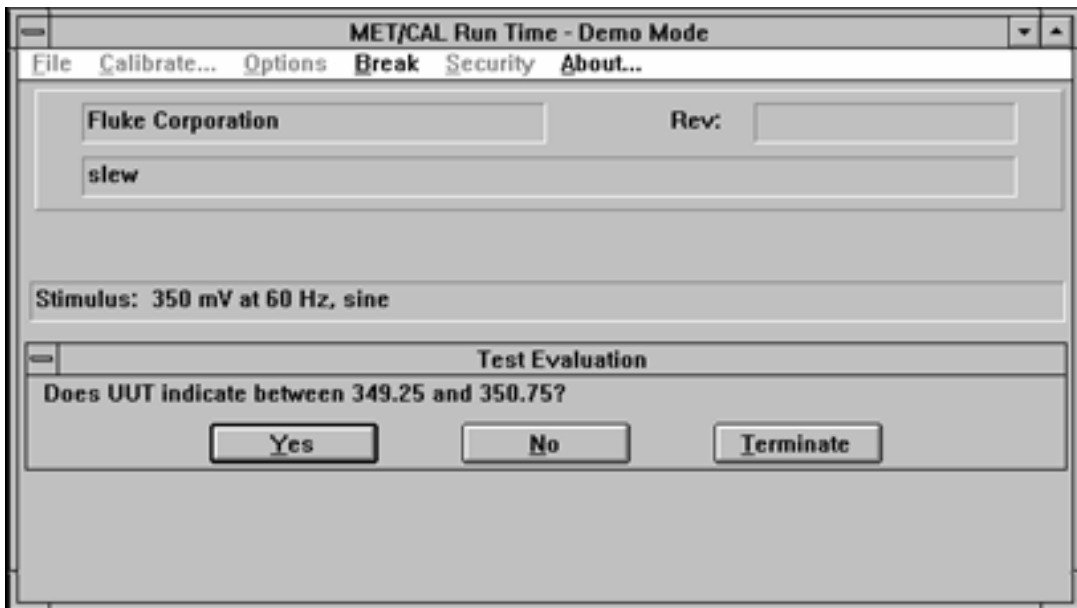 MET/CAL Run Time - Demo Mode
File Calibrate... Options Break Security About...
Fluke Corporation Rev:
slew
Stimulus: 350 mV at 60 Hz, sine
Test Evaluation
Does UUT indicate between 349.25 and 350.75?
Yes No Terminate